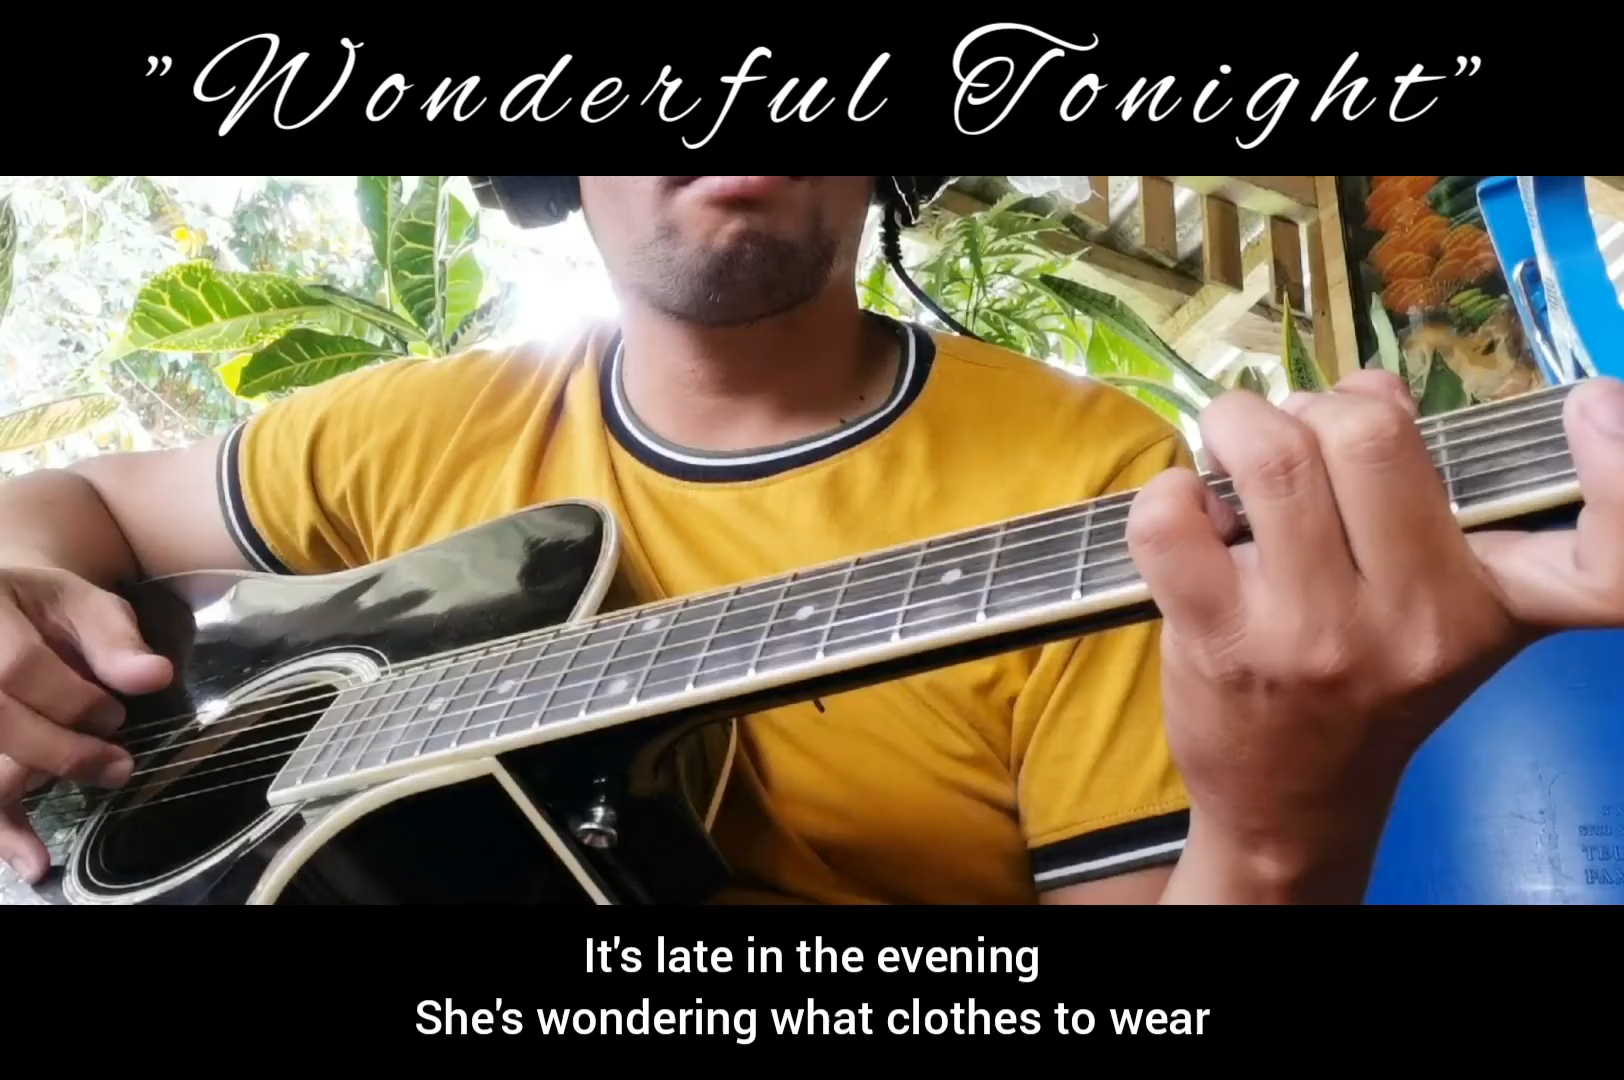 ”Wonderful Tonight”
It's late in the evening
She's wondering what clothes to wear